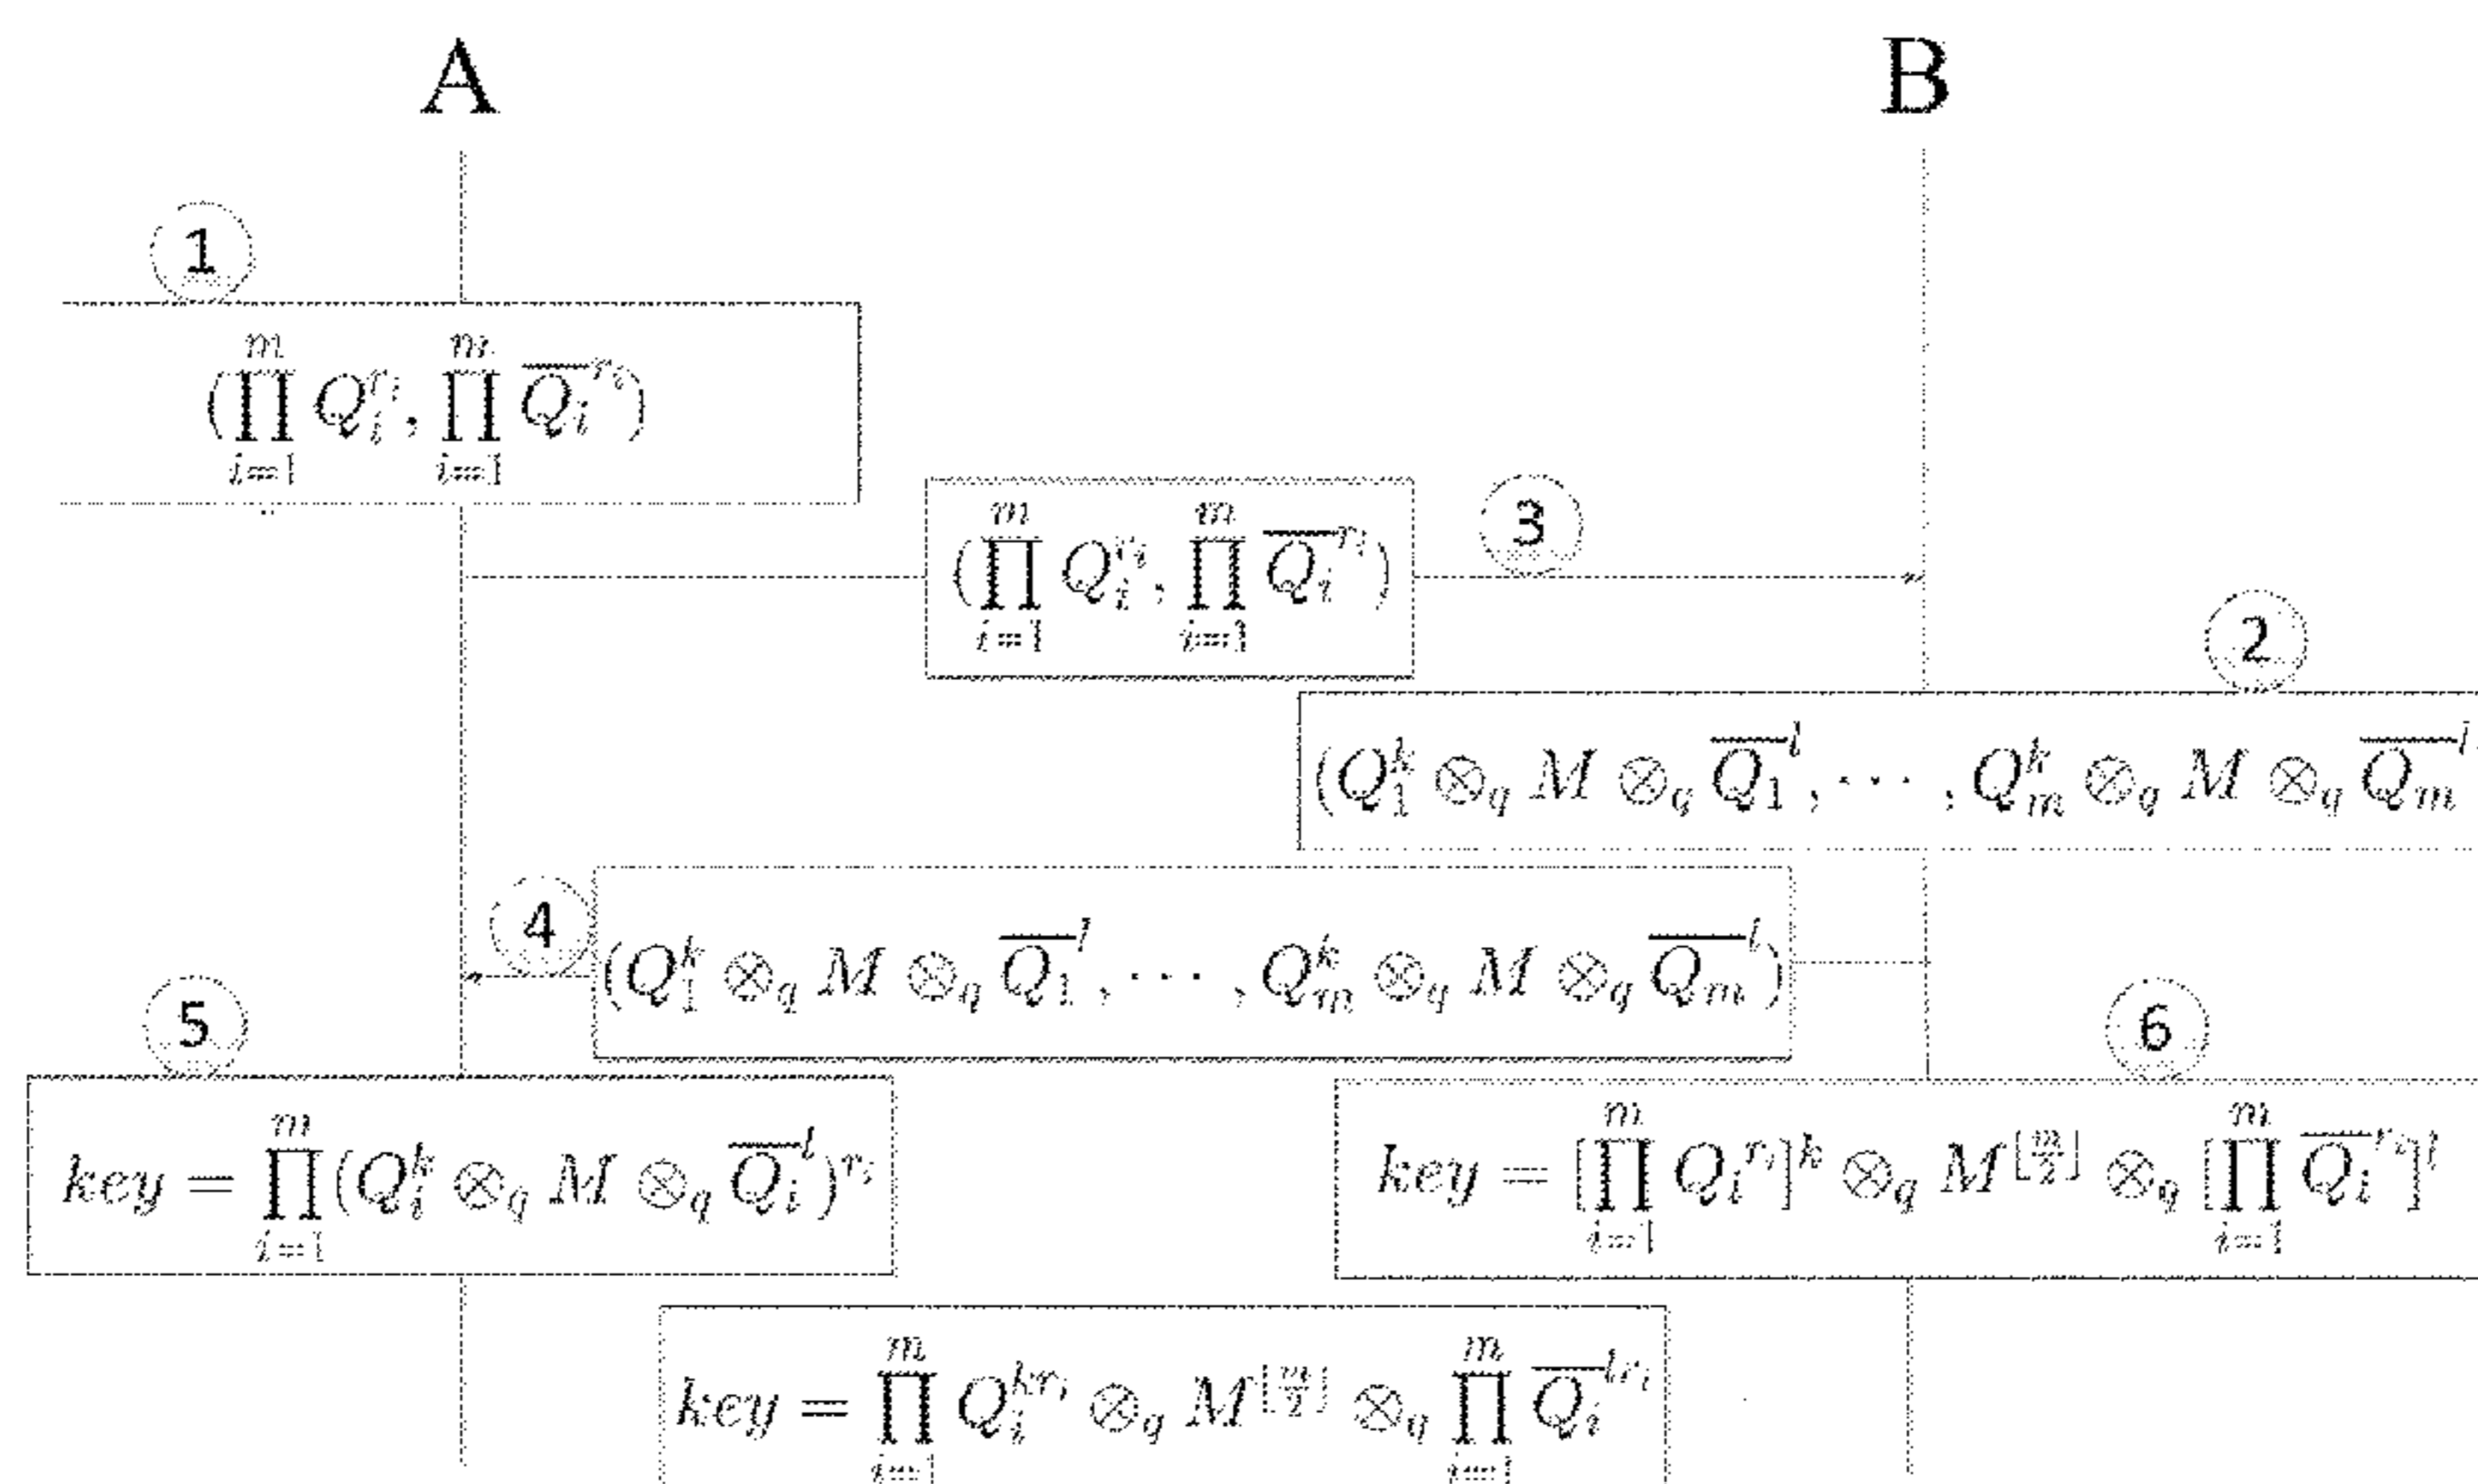 A B
1
(∏_{i=1}^{m} Q_i^{r_i}, ∏_{i=1}^{m} \overline{Q_i}^{r_i})
3
(∏_{i=1}^{m} Q_i^{r_i}, ∏_{i=1}^{m} \overline{Q_i}^{r_i})
2
(Q_1^k ⊗_q M ⊗_q \overline{Q_1}^l, ⋯, Q_m^k ⊗_q M ⊗_q \overline{Q_m}^l
4
(Q_1^k ⊗_q M ⊗_q \overline{Q_1}^l, ⋯, Q_m^k ⊗_q M ⊗_q \overline{Q_m}^l)
5
key = ∏_{i=1}^{m} (Q_i^k ⊗_q M ⊗_q \overline{Q_i}^l)^{r_i}
6
key = [∏_{i=1}^{m} Q_i^{r_i}]^k ⊗_q M^{⌊m/2⌋} ⊗_q [∏_{i=1}^{m} \overline{Q_i}^{r_i}]^l
key = ∏_{i=1}^{m} Q_i^{kr_i} ⊗_q M^{⌊m/2⌋} ⊗_q ∏_{i=1}^{m} \overline{Q_i}^{lr_i}